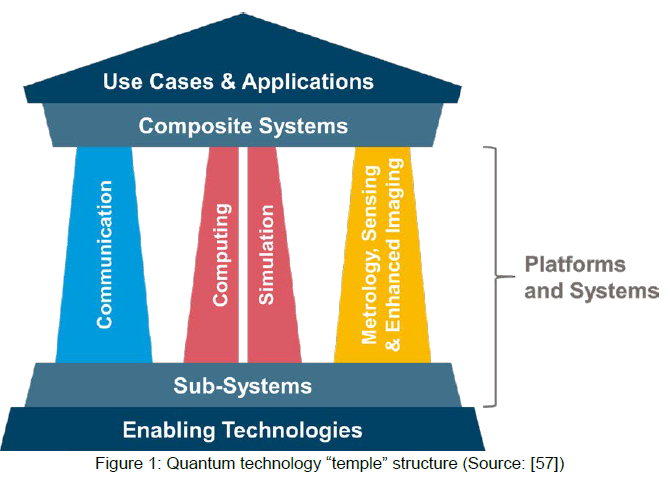 Use Cases & Applications
Composite Systems
Communication
Computing
Simulation
Metrology, Sensing
& Enhanced Imaging
Platforms
and Systems
Sub-Systems
Enabling Technologies
Figure 1: Quantum technology “temple” structure (Source: [57])